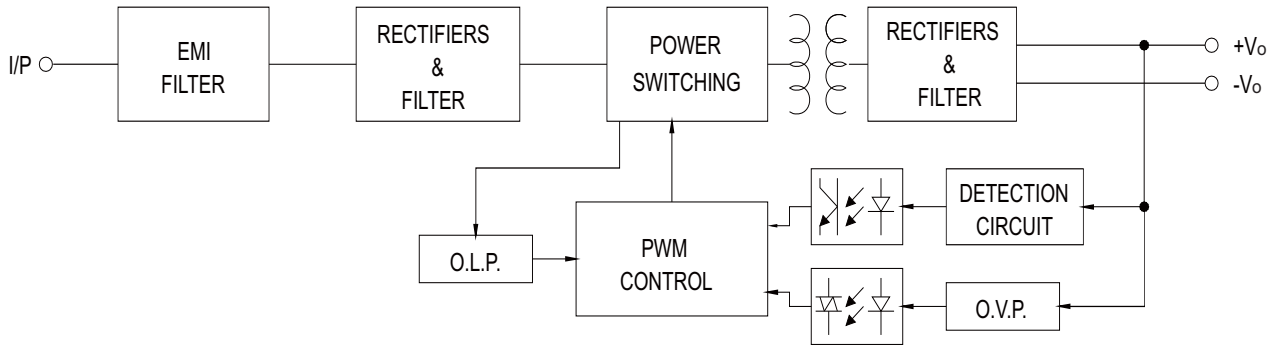 I/P
EMI
FILTER
RECTIFIERS
&
FILTER
POWER
SWITCHING
RECTIFIERS
&
FILTER
+Vo
-Vo
DETECTION
CIRCUIT
O.L.P.
PWM
CONTROL
O.V.P.